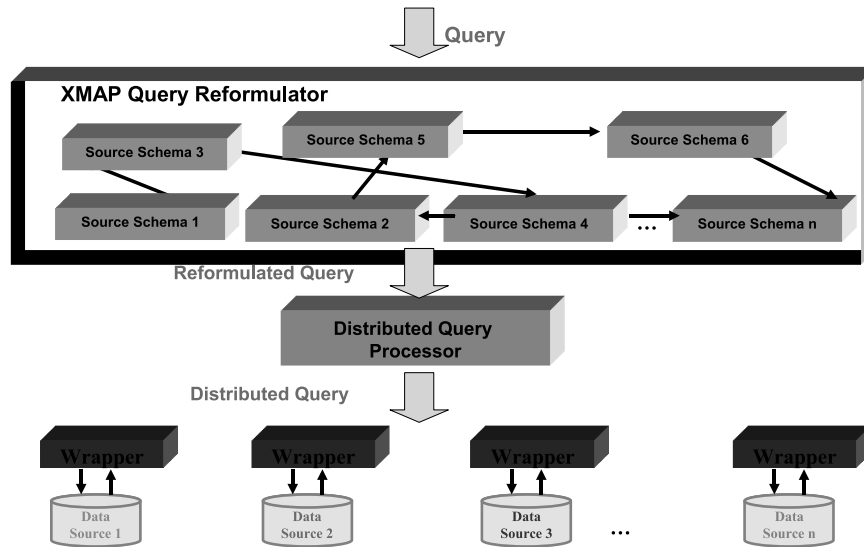 Query
XMAP Query Reformulator
Source Schema 5
Source Schema 6
Source Schema 3
Source Schema 1
Source Schema 2
Source Schema 4
...
Source Schema n
Reformulated Query
Distributed Query
Processor
Distributed Query
Wrapper
Wrapper
Wrapper
Wrapper
Data
Source 1
Data
Source 2
Data
Source 3
...
Data
Source n